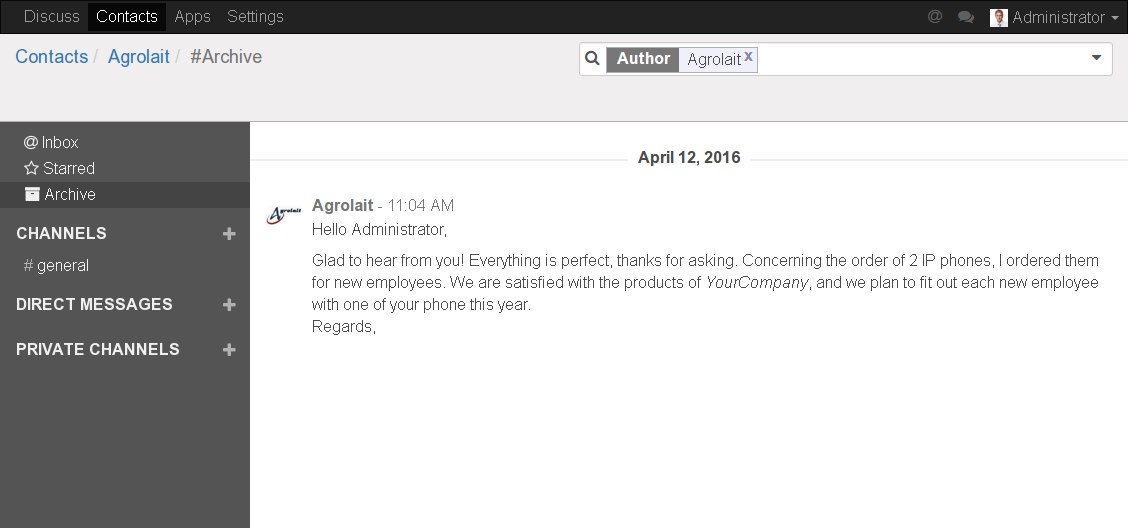 Discuss Contacts Apps Settings @ Administrator
Contacts / Agrolait / #Archive
Author Agrolait x
@ Inbox
Starred
Archive
CHANNELS +
# general
DIRECT MESSAGES +
PRIVATE CHANNELS +
April 12, 2016
Agrolait
Agrolait - 11:04 AM
Hello Administrator,
Glad to hear from you! Everything is perfect, thanks for asking. Concerning the order of 2 IP phones, I ordered them
for new employees. We are satisfied with the products of YourCompany, and we plan to fit out each new employee
with one of your phone this year.
Regards,